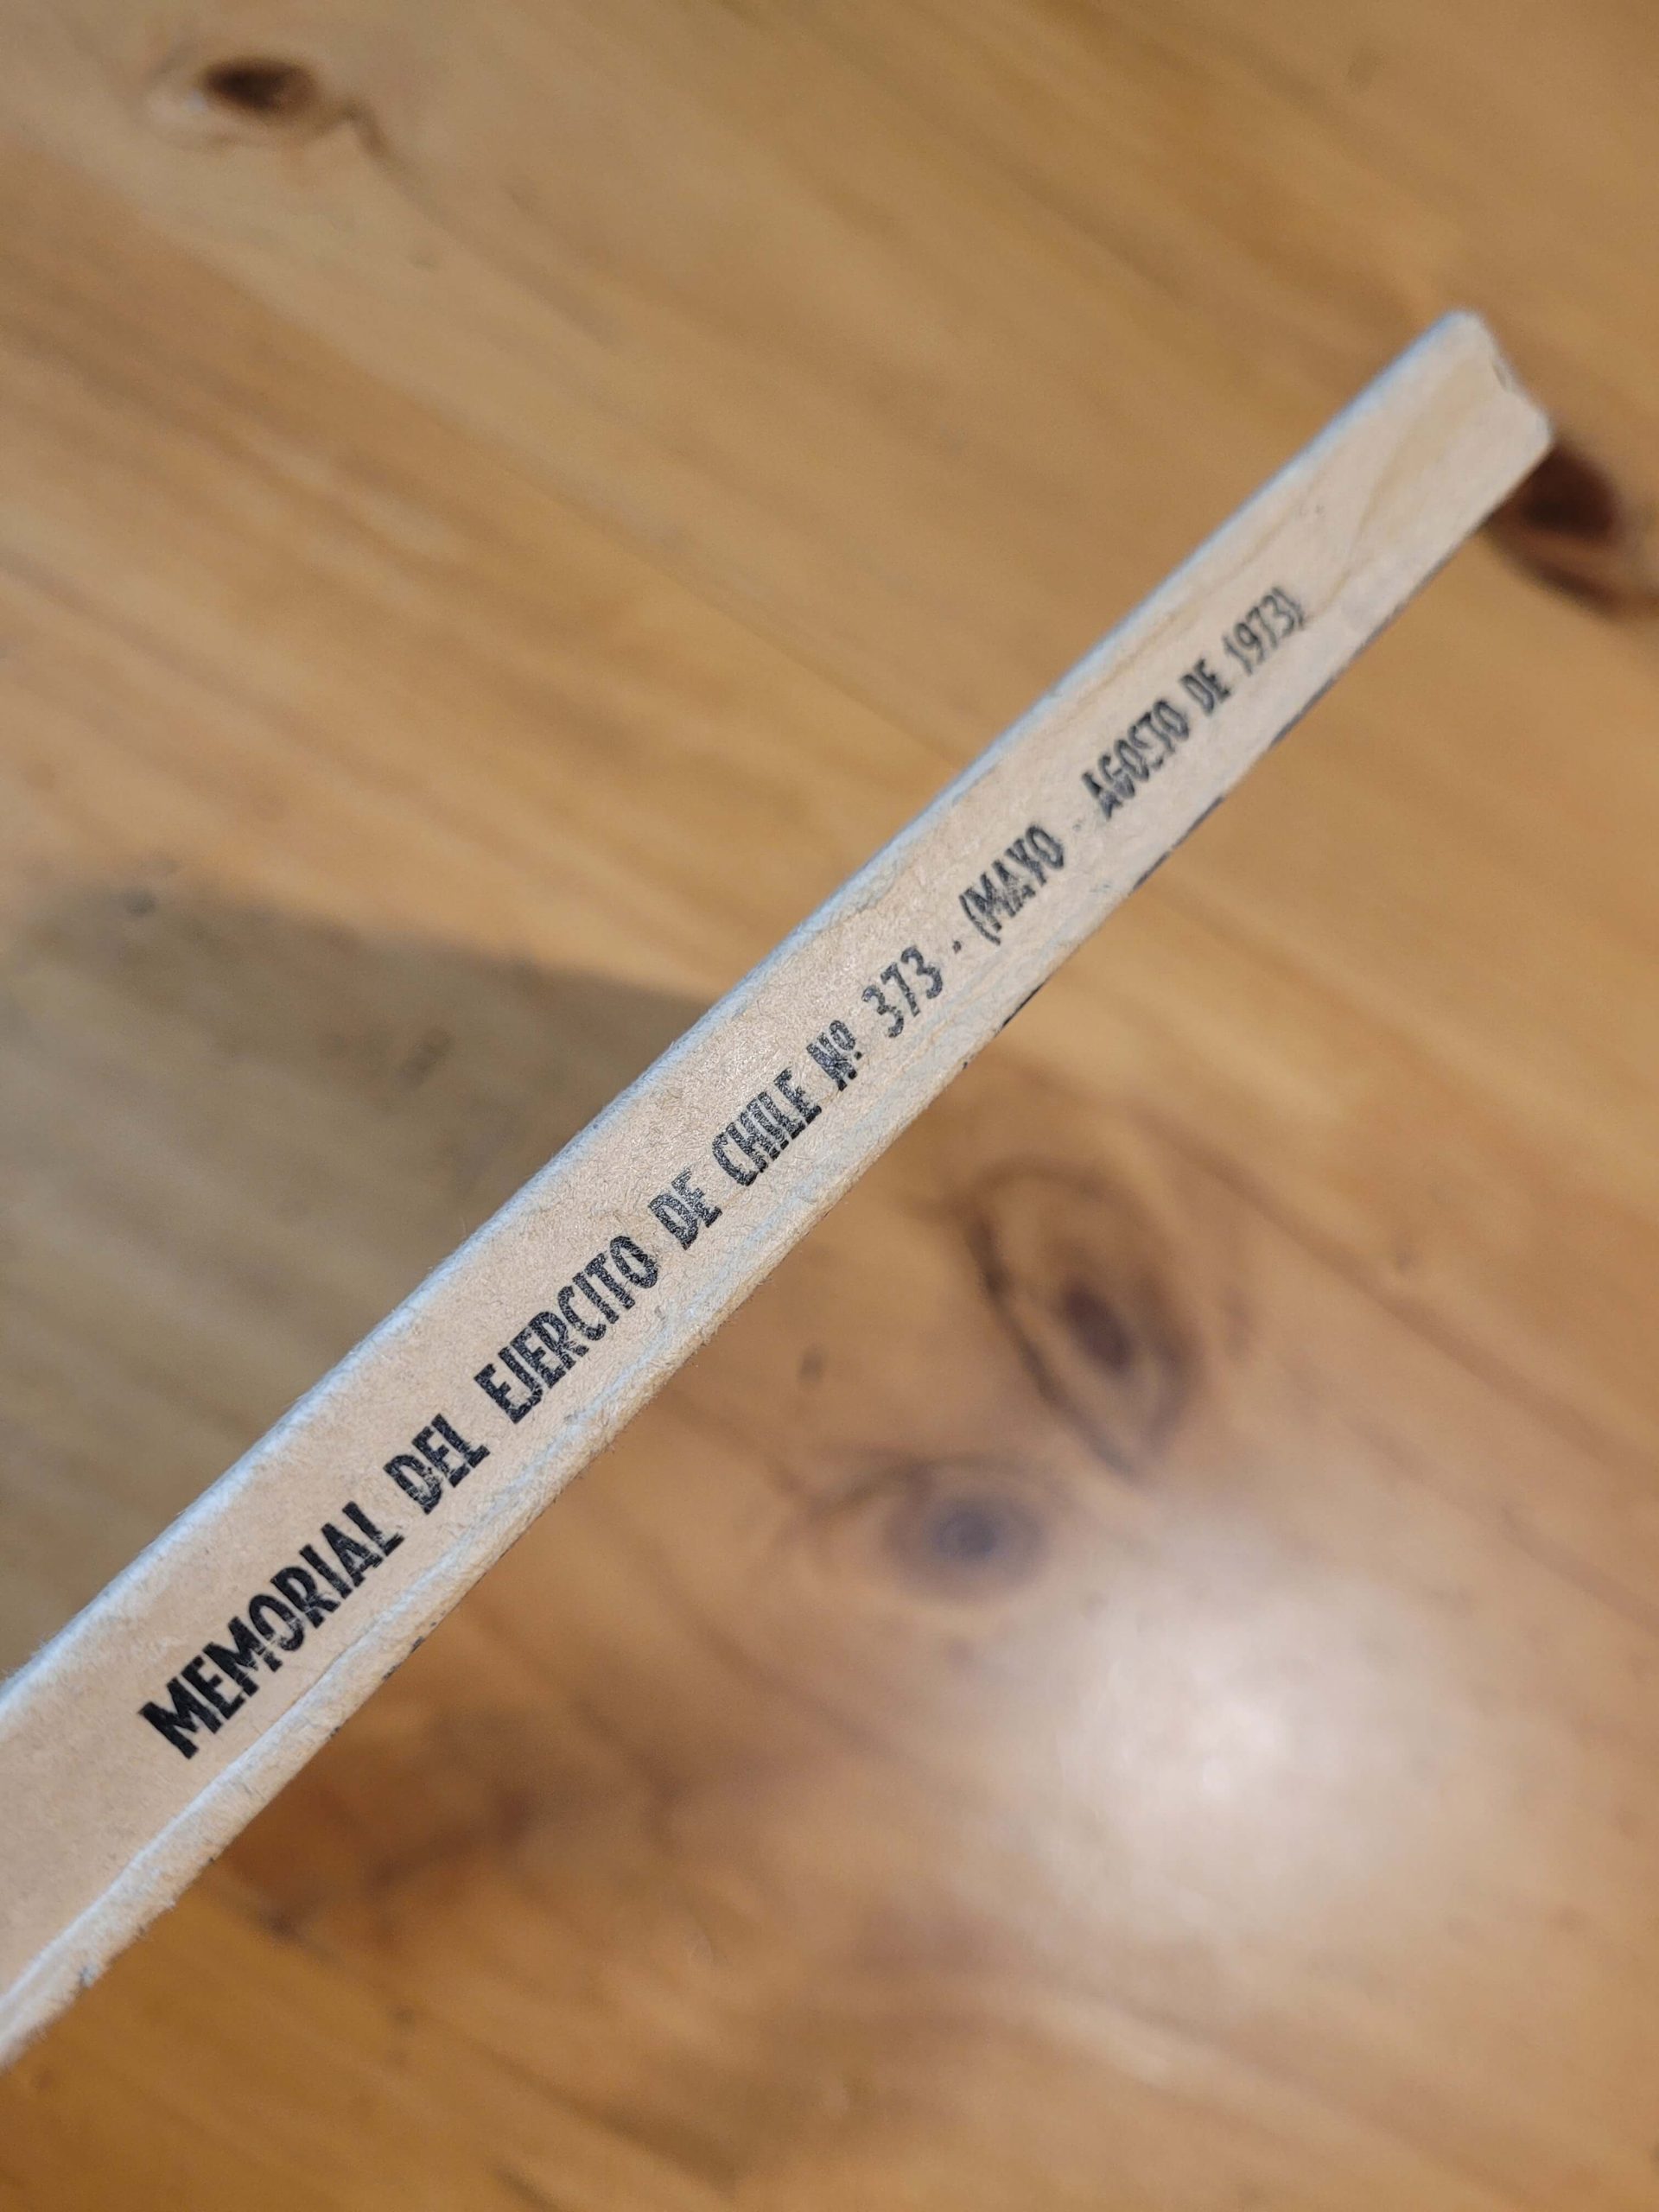 MEMORIAL DEL EJERCITO DE CHILE Nº 373 - (MAYO - AGOSTO DE 1973)